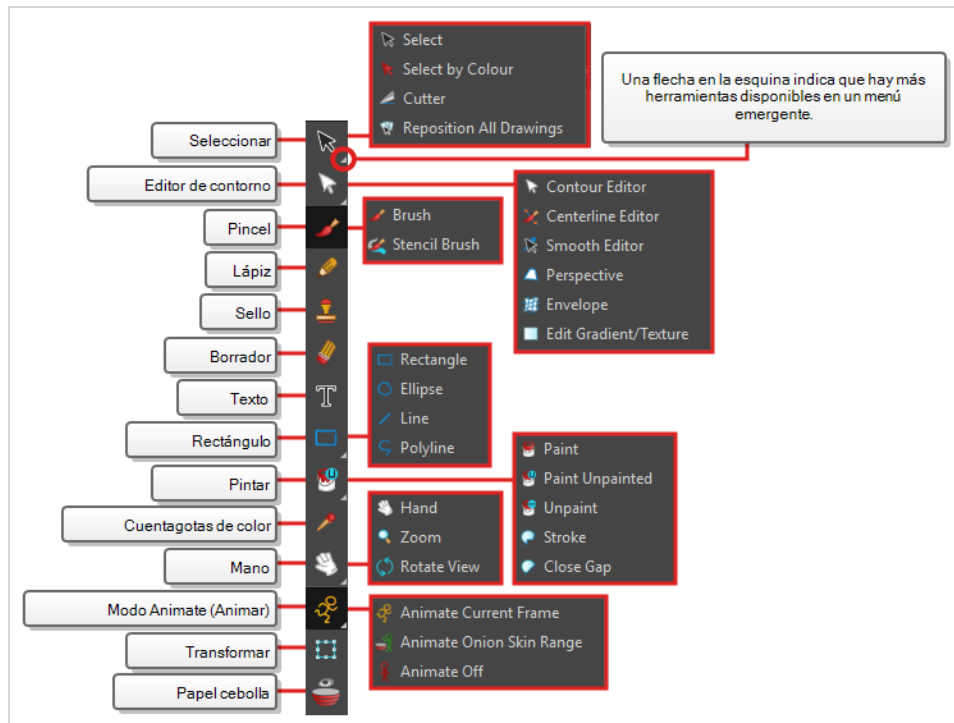 Select
Select by Colour
Cutter
Reposition All Drawings
Una flecha en la esquina indica que hay más
herramientas disponibles en un menú
emergente.
Seleccionar
Editor de contorno
Contour Editor
Centerline Editor
Smooth Editor
Perspective
Envelope
Edit Gradient/Texture
Pincel
Brush
Stencil Brush
Lápiz
Sello
Borrador
Texto
T
Rectángulo
Rectangle
Ellipse
Line
Polyline
Pintar
Paint
Paint Unpainted
Unpaint
Stroke
Close Gap
Cuentagotas de color
Mano
Hand
Zoom
Rotate View
Modo Animate (Animar)
Animate Current Frame
Animate Onion Skin Range
Animate Off
Transformar
Papel cebolla